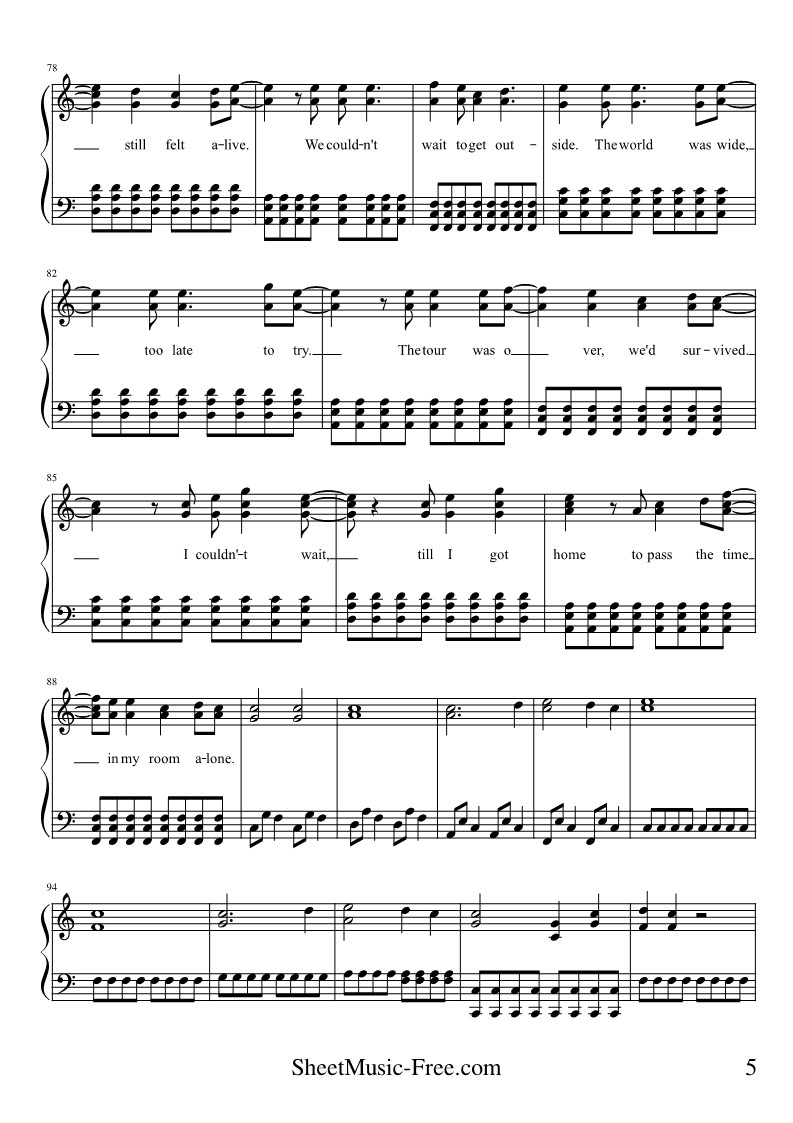 78
still felt a-live. We could-n't wait to get out - side. The world was wide,
82
too late to try. The tour was o ver, we'd sur - vived.
85
I couldn'-t wait, till I got home to pass the time
88
in my room a-lone.
94
SheetMusic-Free.com 5